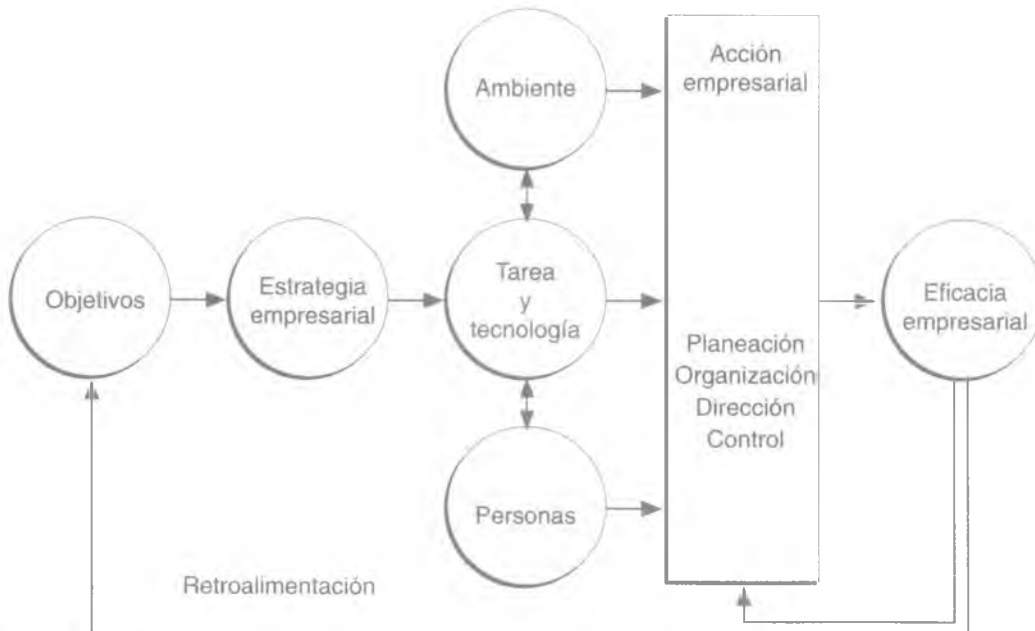 Ambiente
Acción
empresarial
Objetivos
Estrategia
empresarial
Tarea
y
tecnología
Eficacia
empresarial
Planeación
Organización
Dirección
Control
Personas
Retroalimentación